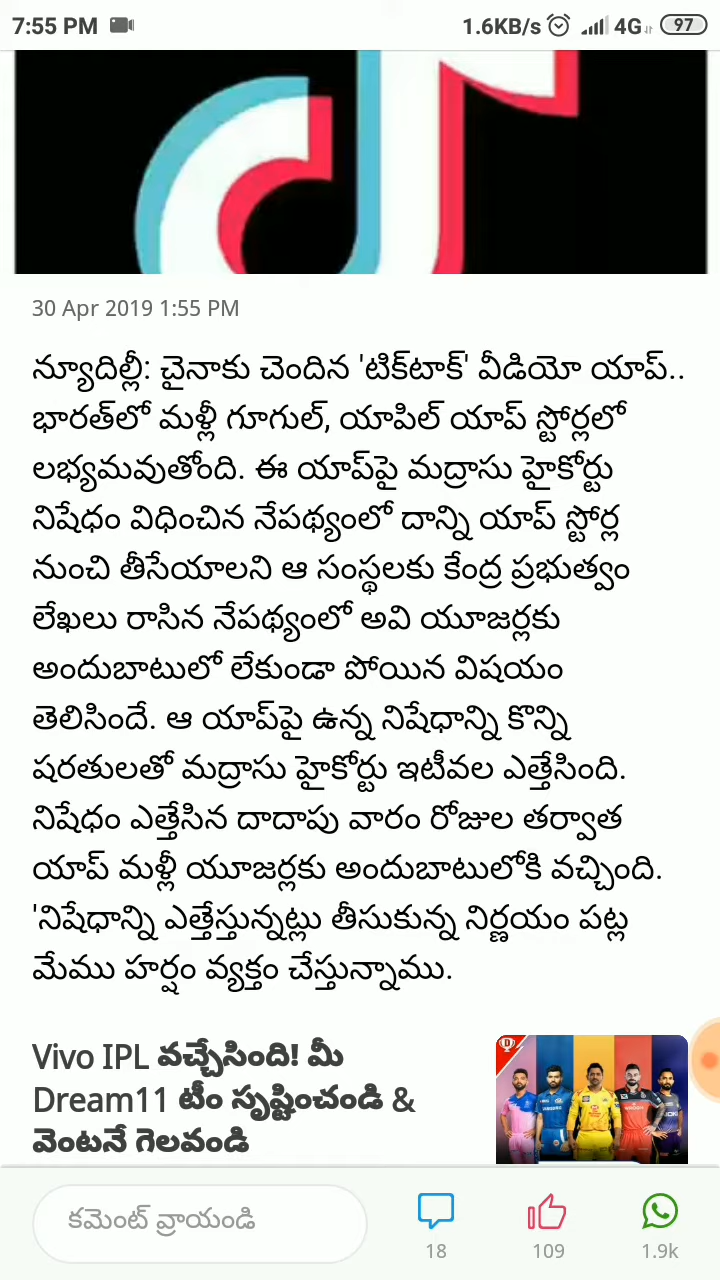 7:55 PM
1.6KB/s 4G 97
30 Apr 2019 1:55 PM
న్యూదిల్లీ: చైనాకు చెందిన 'టిక్‌టాక్‌' వీడియో యాప్‌..
భారత్‌లో మళ్లీ గూగుల్‌, యాపిల్‌ యాప్‌ స్టోర్లలో
లభ్యమవుతోంది. ఈ యాప్‌పై మద్రాసు హైకోర్టు
నిషేధం విధించిన నేపథ్యంలో దాన్ని యాప్‌ స్టోర్ల
నుంచి తీసేయాలని ఆ సంస్థలకు కేంద్ర ప్రభుత్వం
లేఖలు రాసిన నేపథ్యంలో అవి యూజర్లకు
అందుబాటులో లేకుండా పోయిన విషయం
తెలిసిందే. ఆ యాప్‌పై ఉన్న నిషేధాన్ని కొన్ని
షరతులతో మద్రాసు హైకోర్టు ఇటీవల ఎత్తేసింది.
నిషేధం ఎత్తేసిన దాదాపు వారం రోజుల తర్వాత
యాప్‌ మళ్లీ యూజర్లకు అందుబాటులోకి వచ్చింది.
'నిషేధాన్ని ఎత్తేస్తున్నట్లు తీసుకున్న నిర్ణయం పట్ల
మేము హర్షం వ్యక్తం చేస్తున్నాము.
Vivo IPL వచ్చేసింది! మీ
Dream11 టీం సృష్టించండి &
వెంటనే గెలవండి
కమెంట్ వ్రాయండి
18 109 1.9k